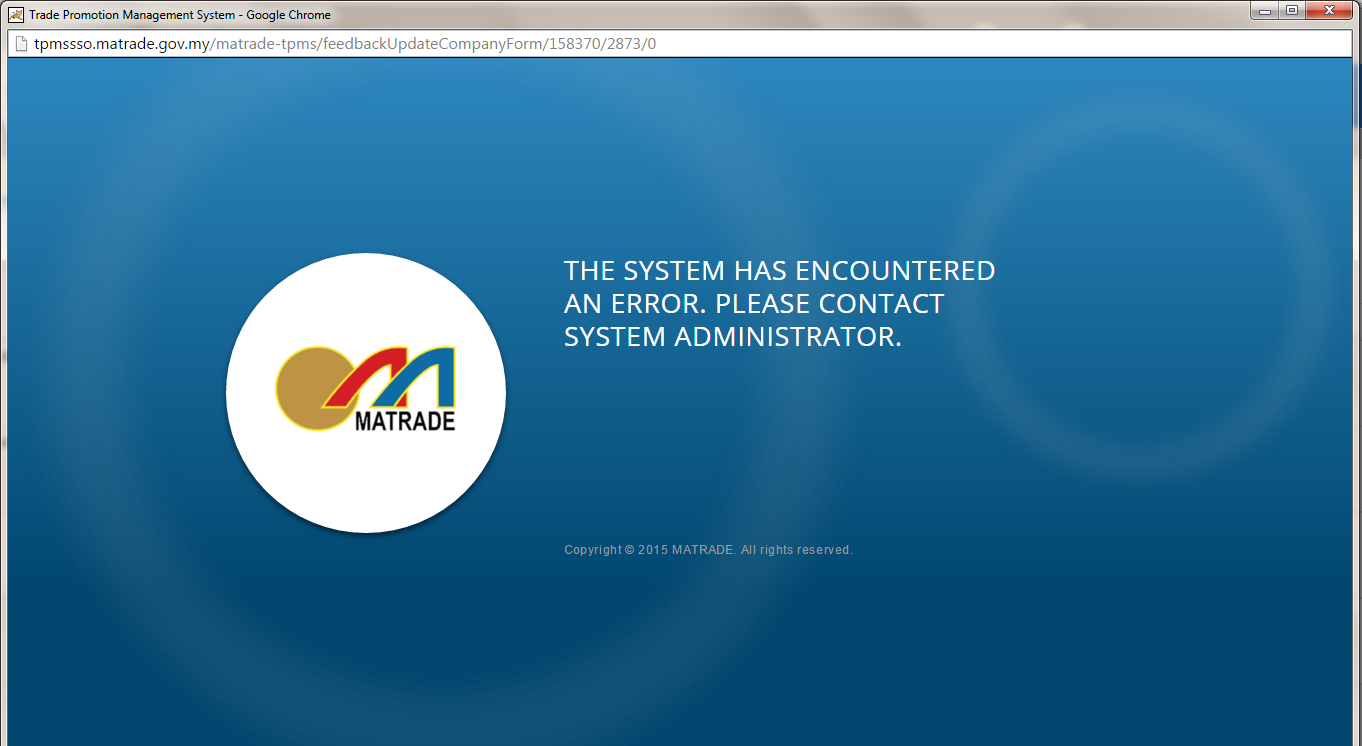 Trade Promotion Management System - Google Chrome
tpmssso.matrade.gov.my/matrade-tpms/feedbackUpdateCompanyForm/158370/2873/0
THE SYSTEM HAS ENCOUNTERED
AN ERROR. PLEASE CONTACT
SYSTEM ADMINISTRATOR.
MATRADE
Copyright © 2015 MATRADE. All rights reserved.